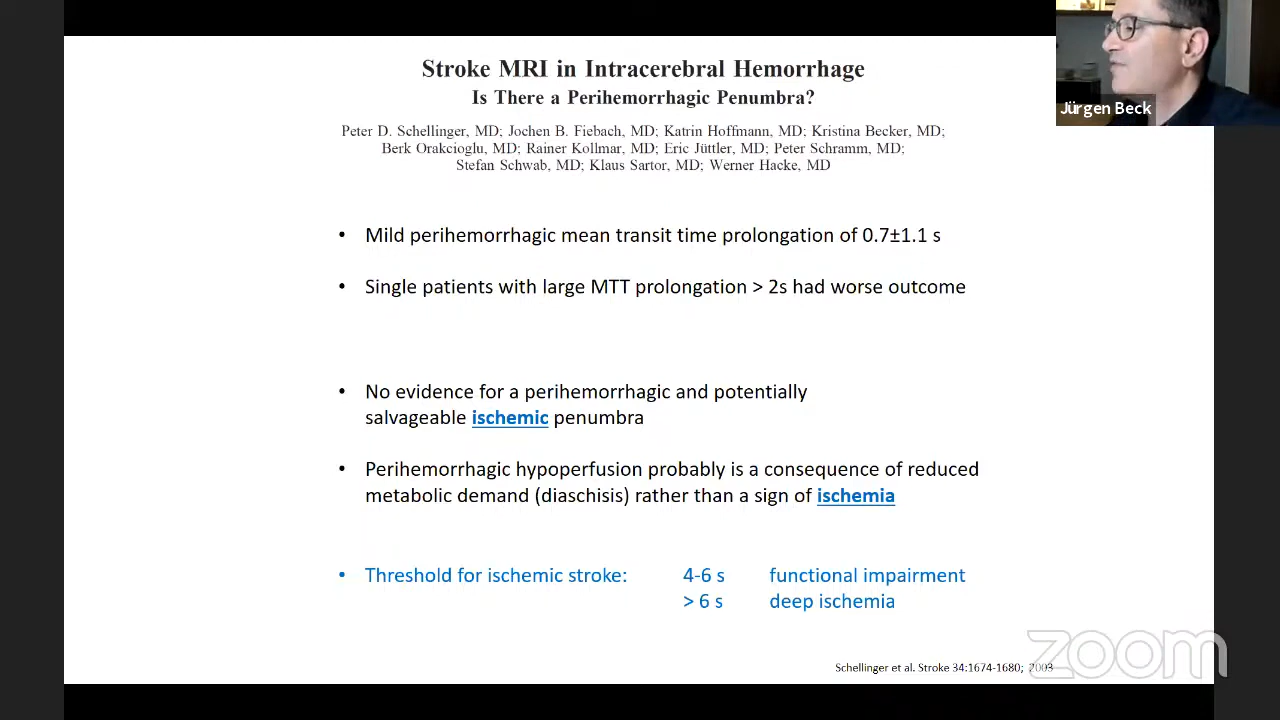 Stroke MRI in Intracerebral Hemorrhage
Is There a Perihemorrhagic Penumbra?
Peter D. Schellinger, MD; Jochen B. Fiebach, MD; Katrin Hoffmann, MD; Kristina Becker, MD;
Berk Orakcioglu, MD; Rainer Kollmar, MD; Eric Jüttler, MD; Peter Schramm, MD;
Stefan Schwab, MD; Klaus Sartor, MD; Werner Hacke, MD
Jürgen Beck
• Mild perihemorrhagic mean transit time prolongation of 0.7±1.1 s
• Single patients with large MTT prolongation > 2s had worse outcome
• No evidence for a perihemorrhagic and potentially
salvageable ischemic penumbra
• Perihemorrhagic hypoperfusion probably is a consequence of reduced
metabolic demand (diaschisis) rather than a sign of ischemia
• Threshold for ischemic stroke: 4-6 s functional impairment
> 6 s deep ischemia
zoom
Schellinger et al. Stroke 34:1674-1680; 2003